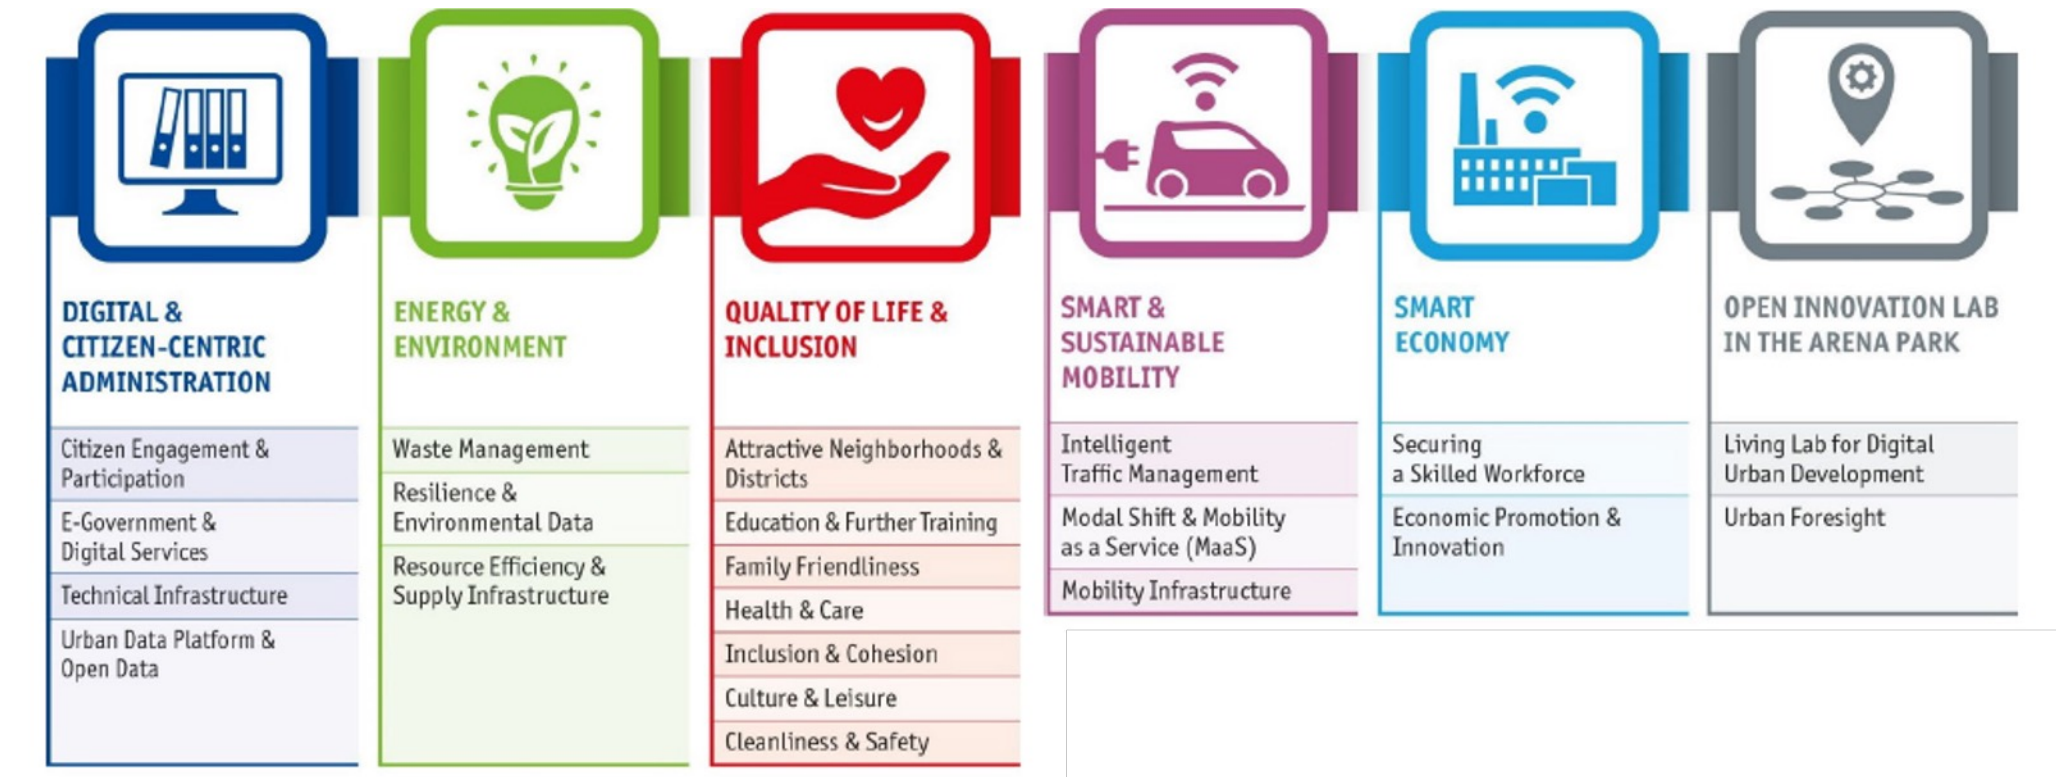 DIGITAL &
CITIZEN-CENTRIC
ADMINISTRATION
Citizen Engagement &
Participation
E-Government &
Digital Services
Technical Infrastructure
Urban Data Platform &
Open Data
ENERGY &
ENVIRONMENT
Waste Management
Resilience &
Environmental Data
Resource Efficiency &
Supply Infrastructure
QUALITY OF LIFE &
INCLUSION
Attractive Neighborhoods &
Districts
Education & Further Training
Family Friendliness
Health & Care
Inclusion & Cohesion
Culture & Leisure
Cleanliness & Safety
SMART &
SUSTAINABLE
MOBILITY
Intelligent
Traffic Management
Modal Shift & Mobility
as a Service (MaaS)
Mobility Infrastructure
SMART
ECONOMY
Securing
a Skilled Workforce
Economic Promotion &
Innovation
OPEN INNOVATION LAB
IN THE ARENA PARK
Living Lab for Digital
Urban Development
Urban Foresight